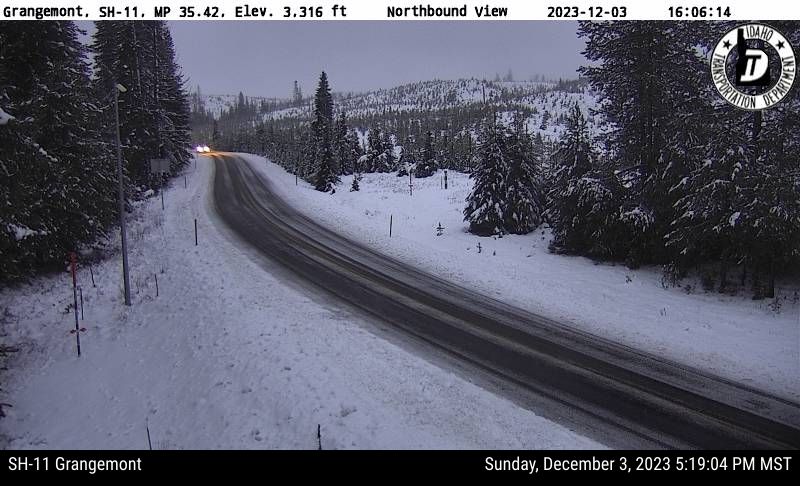 Grangemont, SH-11, MP 35.42, Elev. 3,316 ft Northbound View 2023-12-03 16:06:14
IDAHO
TRANSPORTATION DEPARTMENT
SH-11 Grangemont Sunday, December 3, 2023 5:19:04 PM MST